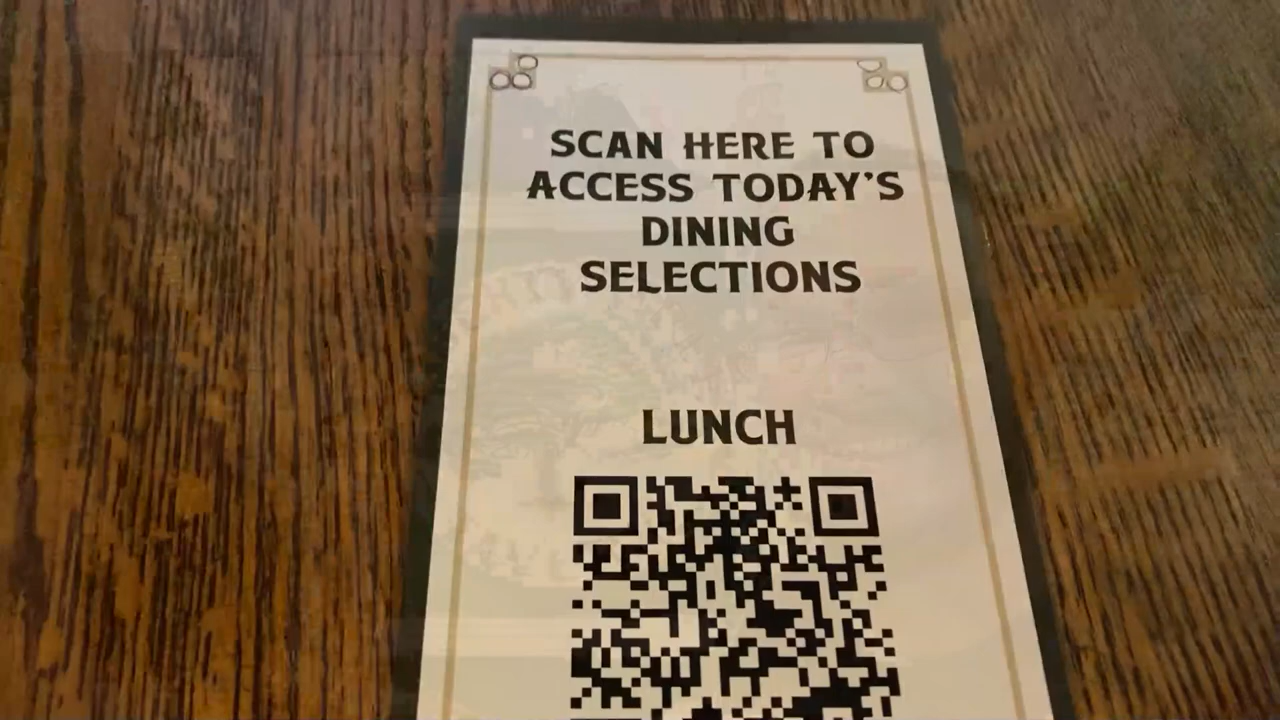 SCAN HERE TO
ACCESS TODAY'S
DINING
SELECTIONS
LUNCH